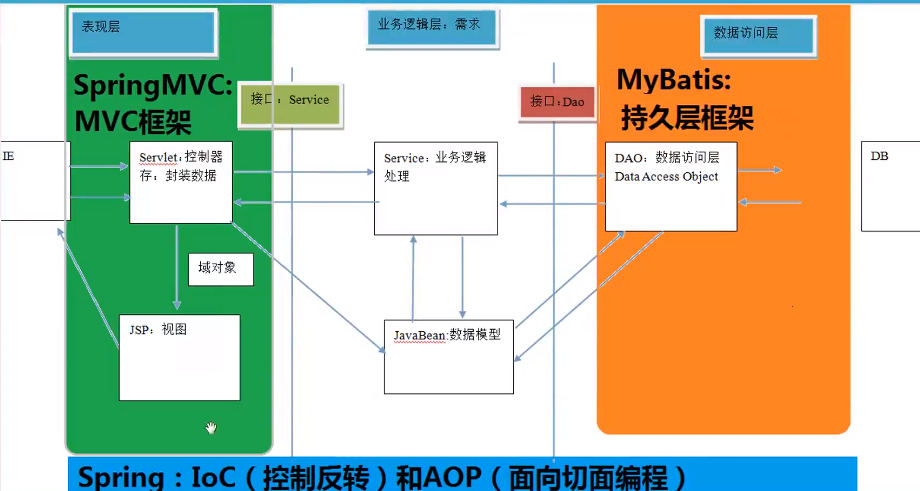 表现层
业务逻辑层：需求
数据访问层
SpringMVC:
MVC框架
接口：Service
接口：Dao
MyBatis:
持久层框架
IE
Servlet：控制器
存：封装数据
Service：业务逻辑
处理
DAO：数据访问层
Data Access Object
DB
域对象
JSP：视图
JavaBean:数据模型
Spring：IoC（控制反转）和AOP（面向切面编程）